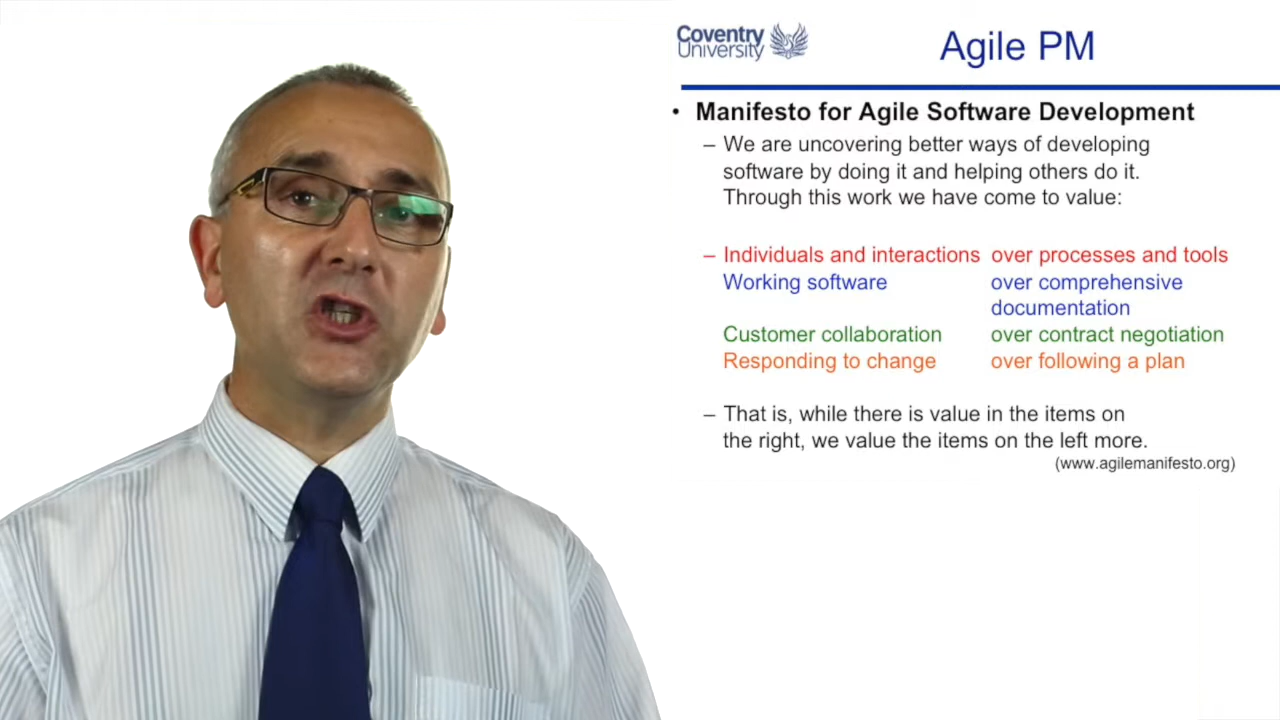 Coventry
University
Agile PM
• Manifesto for Agile Software Development
– We are uncovering better ways of developing
software by doing it and helping others do it.
Through this work we have come to value:
– Individuals and interactions over processes and tools
Working software over comprehensive
documentation
Customer collaboration over contract negotiation
Responding to change over following a plan
– That is, while there is value in the items on
the right, we value the items on the left more.
(www.agilemanifesto.org)